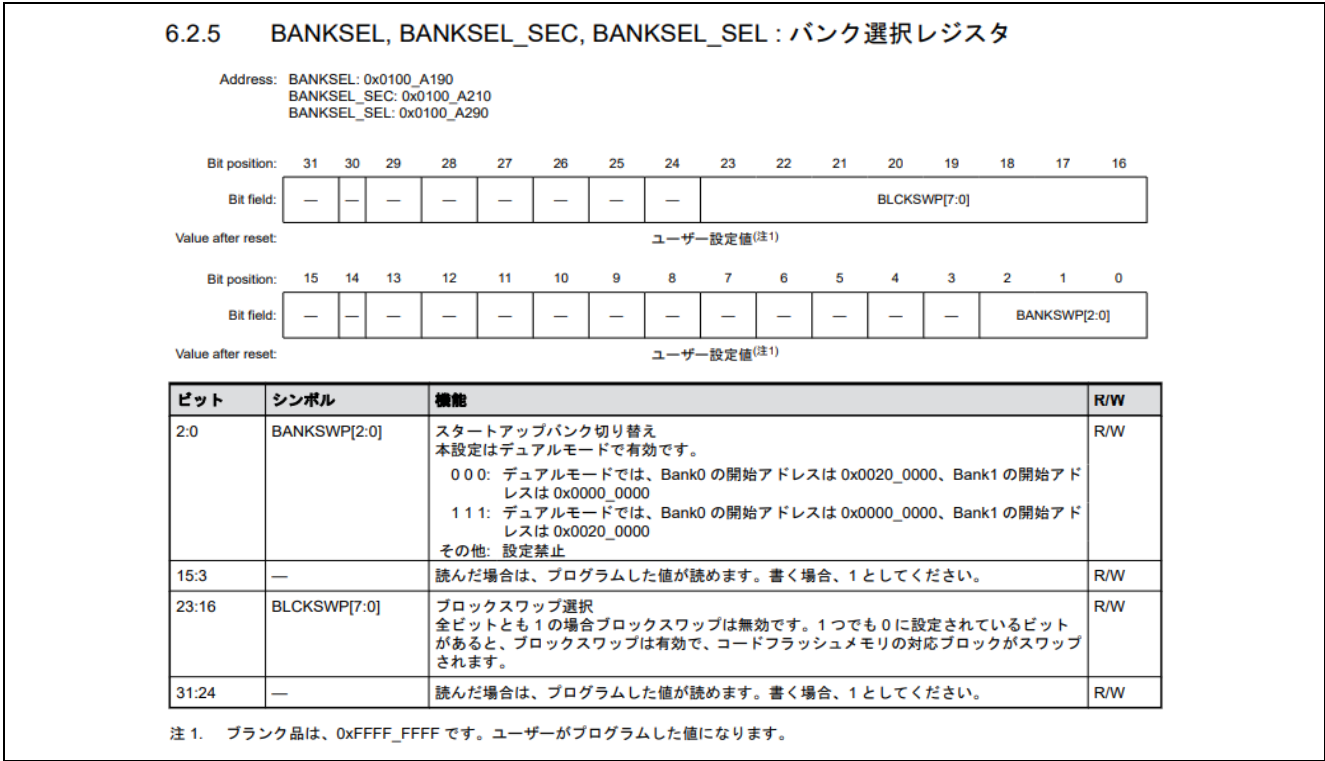 6.2.5 BANKSEL, BANKSEL_SEC, BANKSEL_SEL : バンク選択レジスタ
Address: BANKSEL: 0x0100_A190
BANKSEL_SEC: 0x0100_A210
BANKSEL_SEL: 0x0100_A290
Bit position: 31 30 29 28 27 26 25 24 23 22 21 20 19 18 17 16
Bit field: — — — — — — — — BLCKSWP[7:0]
Value after reset: ユーザー設定値(注1)
Bit position: 15 14 13 12 11 10 9 8 7 6 5 4 3 2 1 0
Bit field: — — — — — — — — — — — — — BANKSWP[2:0]
Value after reset: ユーザー設定値(注1)
ビット シンボル 機能 R/W
2:0 BANKSWP[2:0] スタートアップバンク切り替え R/W
本設定はデュアルモードで有効です。
0 0 0: デュアルモードでは、Bank0 の開始アドレスは 0x0020_0000、Bank1 の開始アド
レスは 0x0000_0000
1 1 1: デュアルモードでは、Bank0 の開始アドレスは 0x0000_0000、Bank1 の開始アド
レスは 0x0020_0000
その他: 設定禁止
15:3 — 読んだ場合は、プログラムした値が読めます。書く場合、1 としてください。 R/W
23:16 BLCKSWP[7:0] ブロックスワップ選択 R/W
全ビットとも 1 の場合ブロックスワップは無効です。1 つでも 0 に設定されているビット
があると、ブロックスワップは有効で、コードフラッシュメモリの対応ブロックがスワップ
されます。
31:24 — 読んだ場合は、プログラムした値が読めます。書く場合、1 としてください。 R/W
注 1. ブランク品は、0xFFFF_FFFF です。ユーザーがプログラムした値になります。